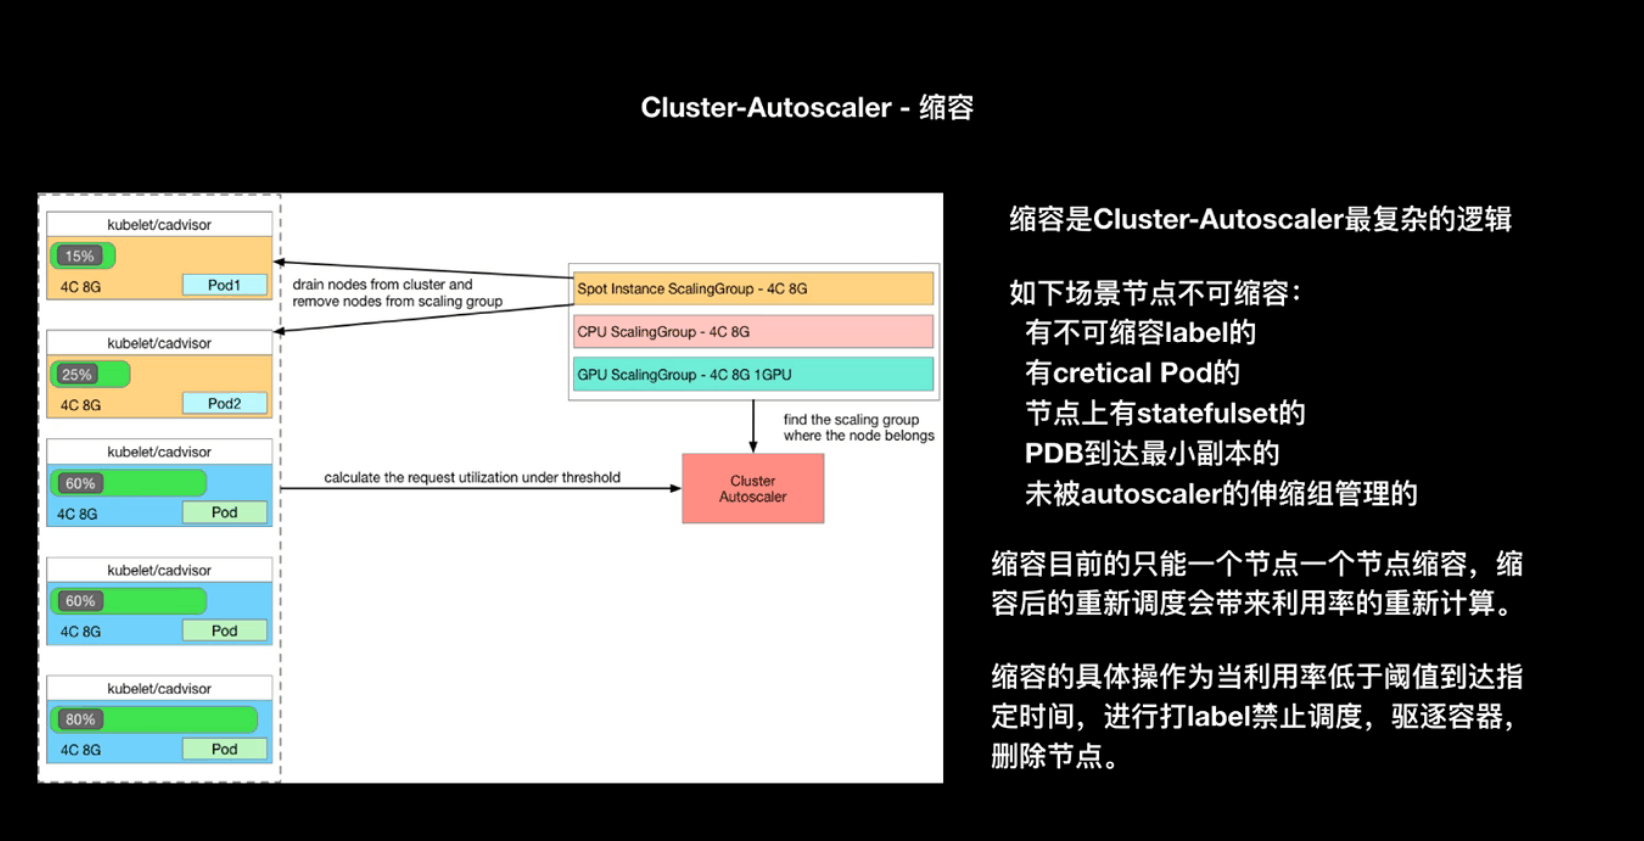 Cluster-Autoscaler - 缩容
kubelet/cadvisor
15%
4C 8G
Pod1
kubelet/cadvisor
25%
4C 8G
Pod2
kubelet/cadvisor
60%
4C 8G
Pod
kubelet/cadvisor
60%
4C 8G
Pod
kubelet/cadvisor
80%
4C 8G
Pod
drain nodes from cluster and
remove nodes from scaling group
Spot Instance ScalingGroup - 4C 8G
CPU ScalingGroup - 4C 8G
GPU ScalingGroup - 4C 8G 1GPU
find the scaling group
where the node belongs
calculate the request utilization under threshold
Cluster
Autoscaler
缩容是Cluster-Autoscaler最复杂的逻辑
如下场景节点不可缩容：
有不可缩容label的
有cretical Pod的
节点上有statefulset的
PDB到达最小副本的
未被autoscaler的伸缩组管理的
缩容目前的只能一个节点一个节点缩容，缩
容后的重新调度会带来利用率的重新计算。
缩容的具体操作为当利用率低于阈值到达指
定时间，进行打label禁止调度，驱逐容器，
删除节点。